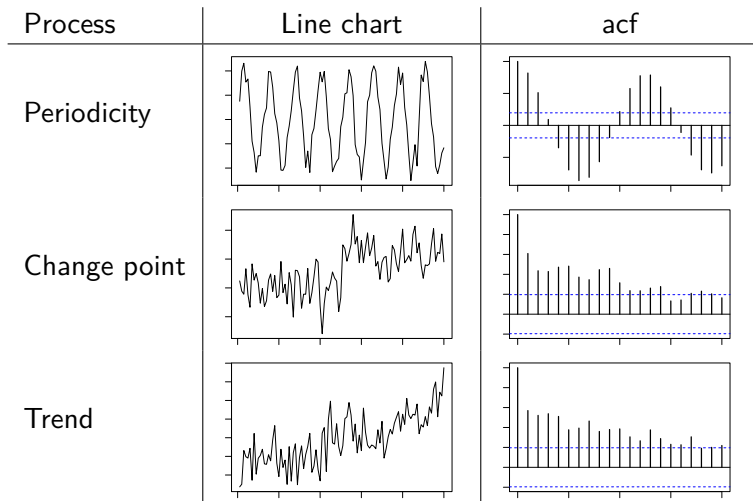 Process Line chart acf
Periodicity
Change point
Trend